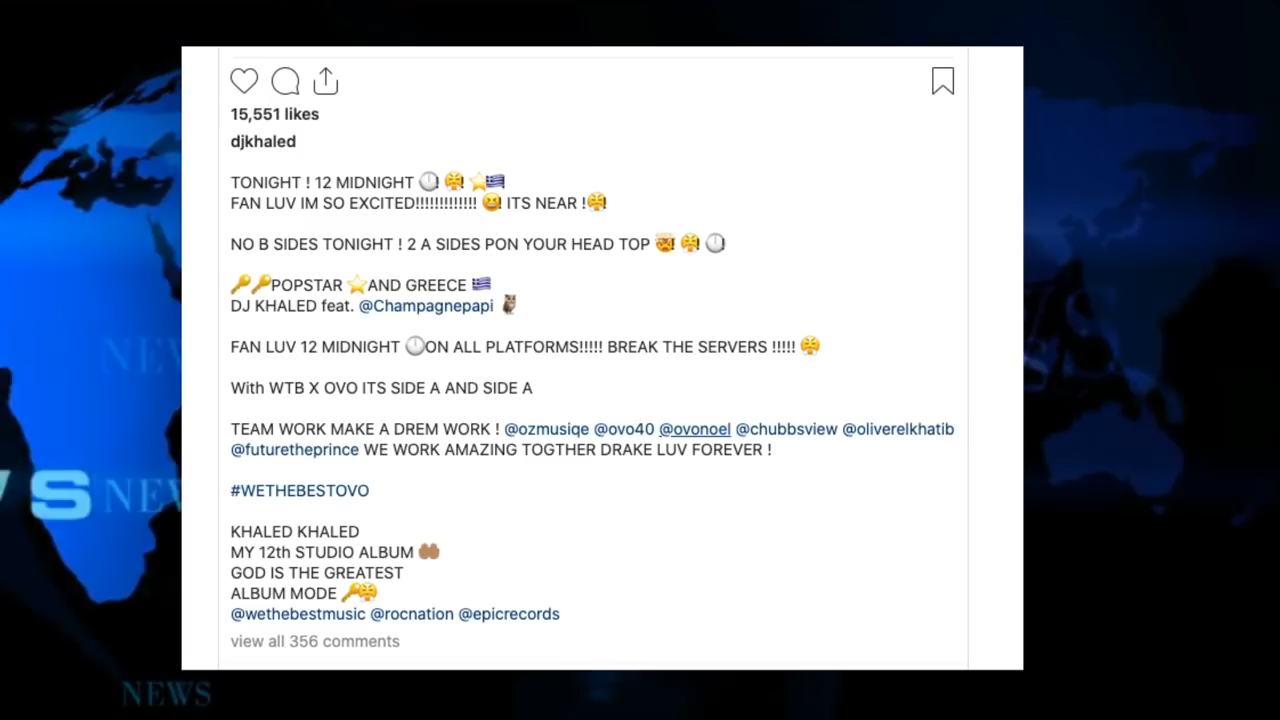 15,551 likes
djkhaled
TONIGHT ! 12 MIDNIGHT 🕛 😤 ⭐🇬🇷
FAN LUV IM SO EXCITED!!!!!!!!!!!!! 😆 ITS NEAR !😤
NO B SIDES TONIGHT ! 2 A SIDES PON YOUR HEAD TOP 🤯 😤 🕛
🔑🔑POPSTAR ⭐AND GREECE 🇬🇷
DJ KHALED feat. @Champagnepapi 🦉
FAN LUV 12 MIDNIGHT 🕛ON ALL PLATFORMS!!!!! BREAK THE SERVERS !!!!! 😤
With WTB X OVO ITS SIDE A AND SIDE A
TEAM WORK MAKE A DREM WORK ! @ozmusiqe @ovo40 @ovonoel @chubbsview @oliverelkhatib
@futuretheprince WE WORK AMAZING TOGTHER DRAKE LUV FOREVER !
#WETHEBESTOVO
KHALED KHALED
MY 12th STUDIO ALBUM 🤲🏽
GOD IS THE GREATEST
ALBUM MODE 🔑😤
@wethebestmusic @rocnation @epicrecords
view all 356 comments
NEW
S NEW
NEWS